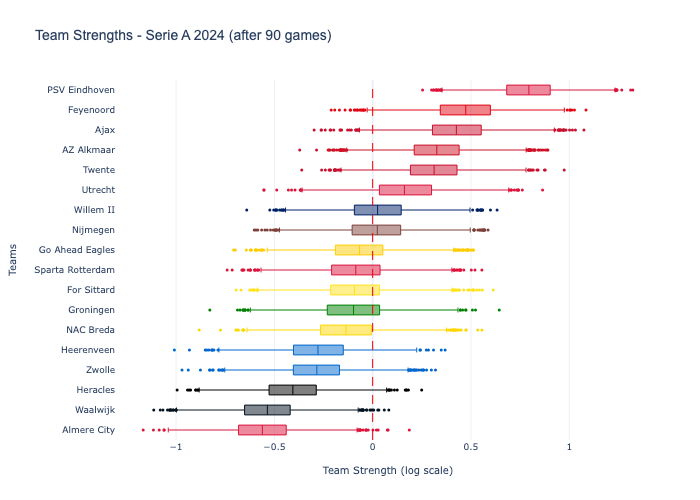 Team Strengths - Serie A 2024 (after 90 games)
PSV Eindhoven
Feyenoord
Ajax
AZ Alkmaar
Twente
Utrecht
Willem II
Nijmegen
Go Ahead Eagles
Sparta Rotterdam
For Sittard
Groningen
NAC Breda
Heerenveen
Zwolle
Heracles
Waalwijk
Almere City
Teams
−1 −0.5 0 0.5 1
Team Strength (log scale)